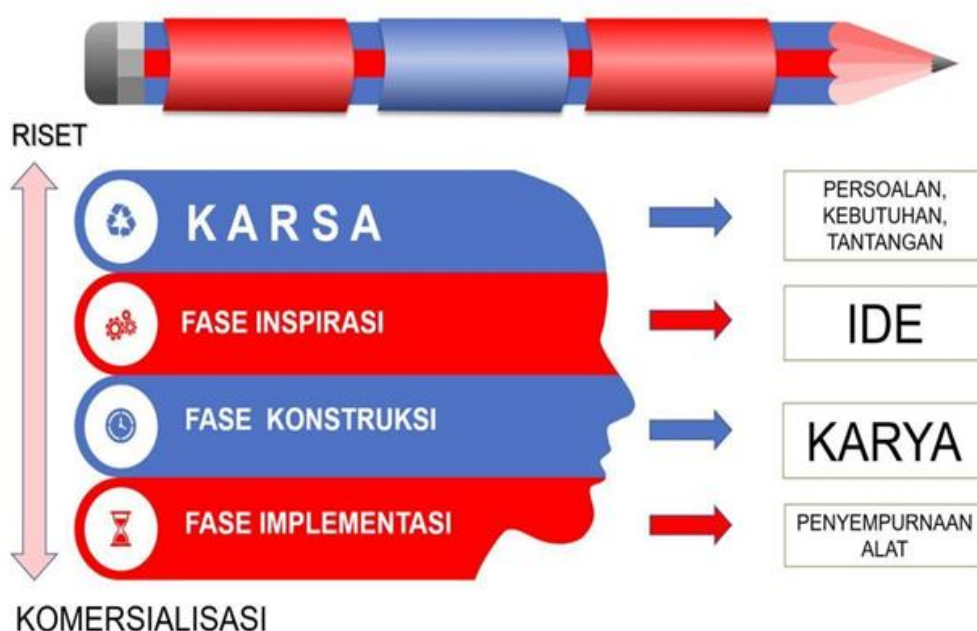 RISET
KARSA
PERSOALAN,
KEBUTUHAN,
TANTANGAN
FASE INSPIRASI
IDE
FASE KONSTRUKSI
KARYA
FASE IMPLEMENTASI
PENYEMPURNAAN
ALAT
KOMERSIALISASI